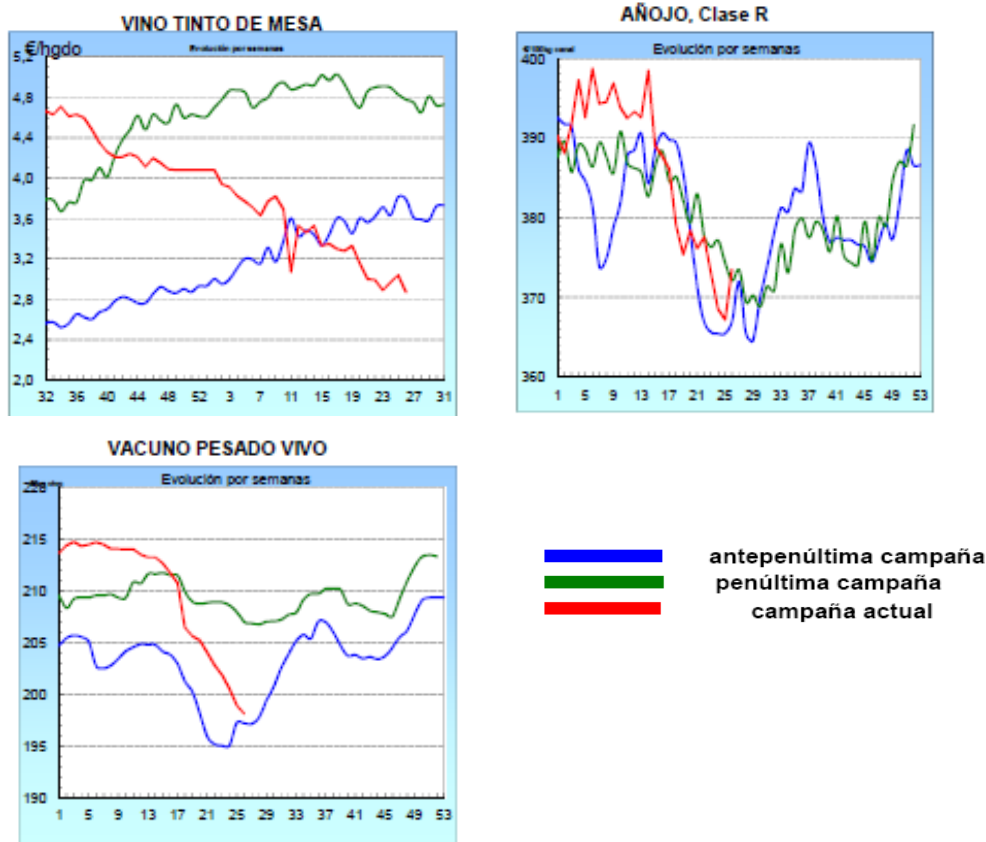 VINO TINTO DE MESA
€/hgdo
Evolución por semanas
5,2
4,8
4,4
4,0
3,6
3,2
2,8
2,4
2,0
32 36 40 44 48 52 3 7 11 15 19 23 27 31
AÑOJO, Clase R
Evolución por semanas
400
390
380
370
360
1 5 9 13 17 21 25 29 33 37 41 45 49 53
VACUNO PESADO VIVO
Evolución por semanas
220
215
210
205
200
195
190
1 5 9 13 17 21 25 29 33 37 41 45 49 53
antepenúltima campaña
penúltima campaña
campaña actual